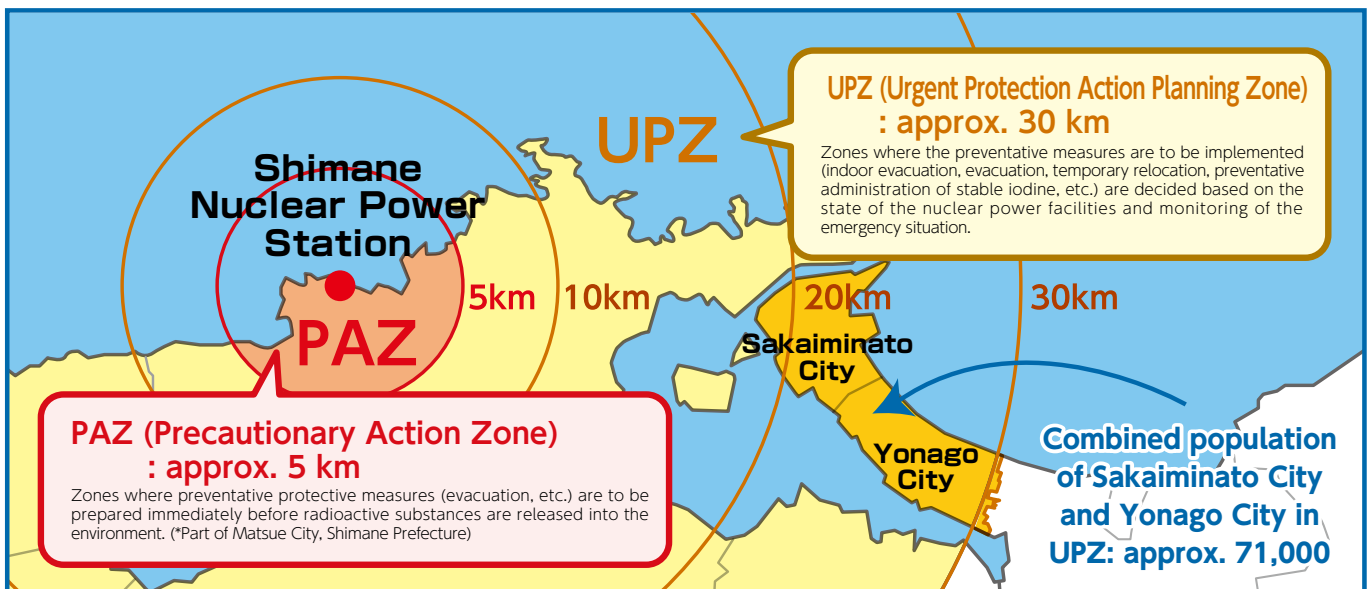 Shimane
Nuclear Power
Station
PAZ
5km
10km
20km
30km
UPZ
UPZ (Urgent Protection Action Planning Zone)
: approx. 30 km
Zones where the preventative measures are to be implemented
(indoor evacuation, evacuation, temporary relocation, preventative
administration of stable iodine, etc.) are decided based on the
state of the nuclear power facilities and monitoring of the
emergency situation.
Sakaiminato
City
Yonago
City
PAZ (Precautionary Action Zone)
: approx. 5 km
Zones where preventative protective measures (evacuation, etc.) are to be
prepared immediately before radioactive substances are released into the
environment. (*Part of Matsue City, Shimane Prefecture)
Combined population
of Sakaiminato City
and Yonago City in
UPZ: approx. 71,000